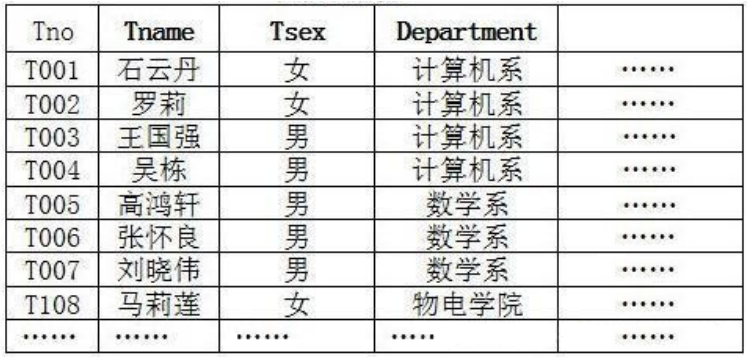 Tno Tname Tsex Department
T001 石云丹 女 计算机系 ……
T002 罗莉 女 计算机系 ……
T003 王国强 男 计算机系 ……
T004 吴栋 男 计算机系 ……
T005 高鸿轩 男 数学系 ……
T006 张怀良 男 数学系 ……
T007 刘晓伟 男 数学系 ……
T108 马莉莲 女 物电学院 ……
…… …… …… ….. ……